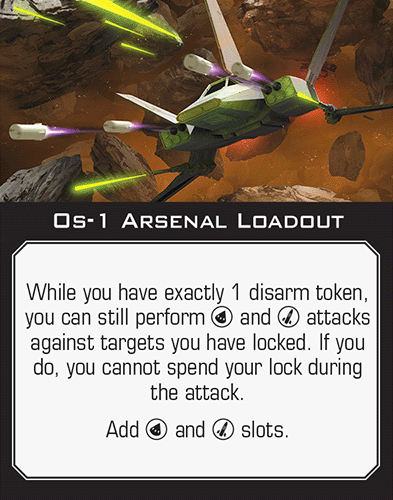 Os-1 Arsenal Loadout
While you have exactly 1 disarm token,
you can still perform and attacks
against targets you have locked. If you
do, you cannot spend your lock during
the attack.
Add and slots.